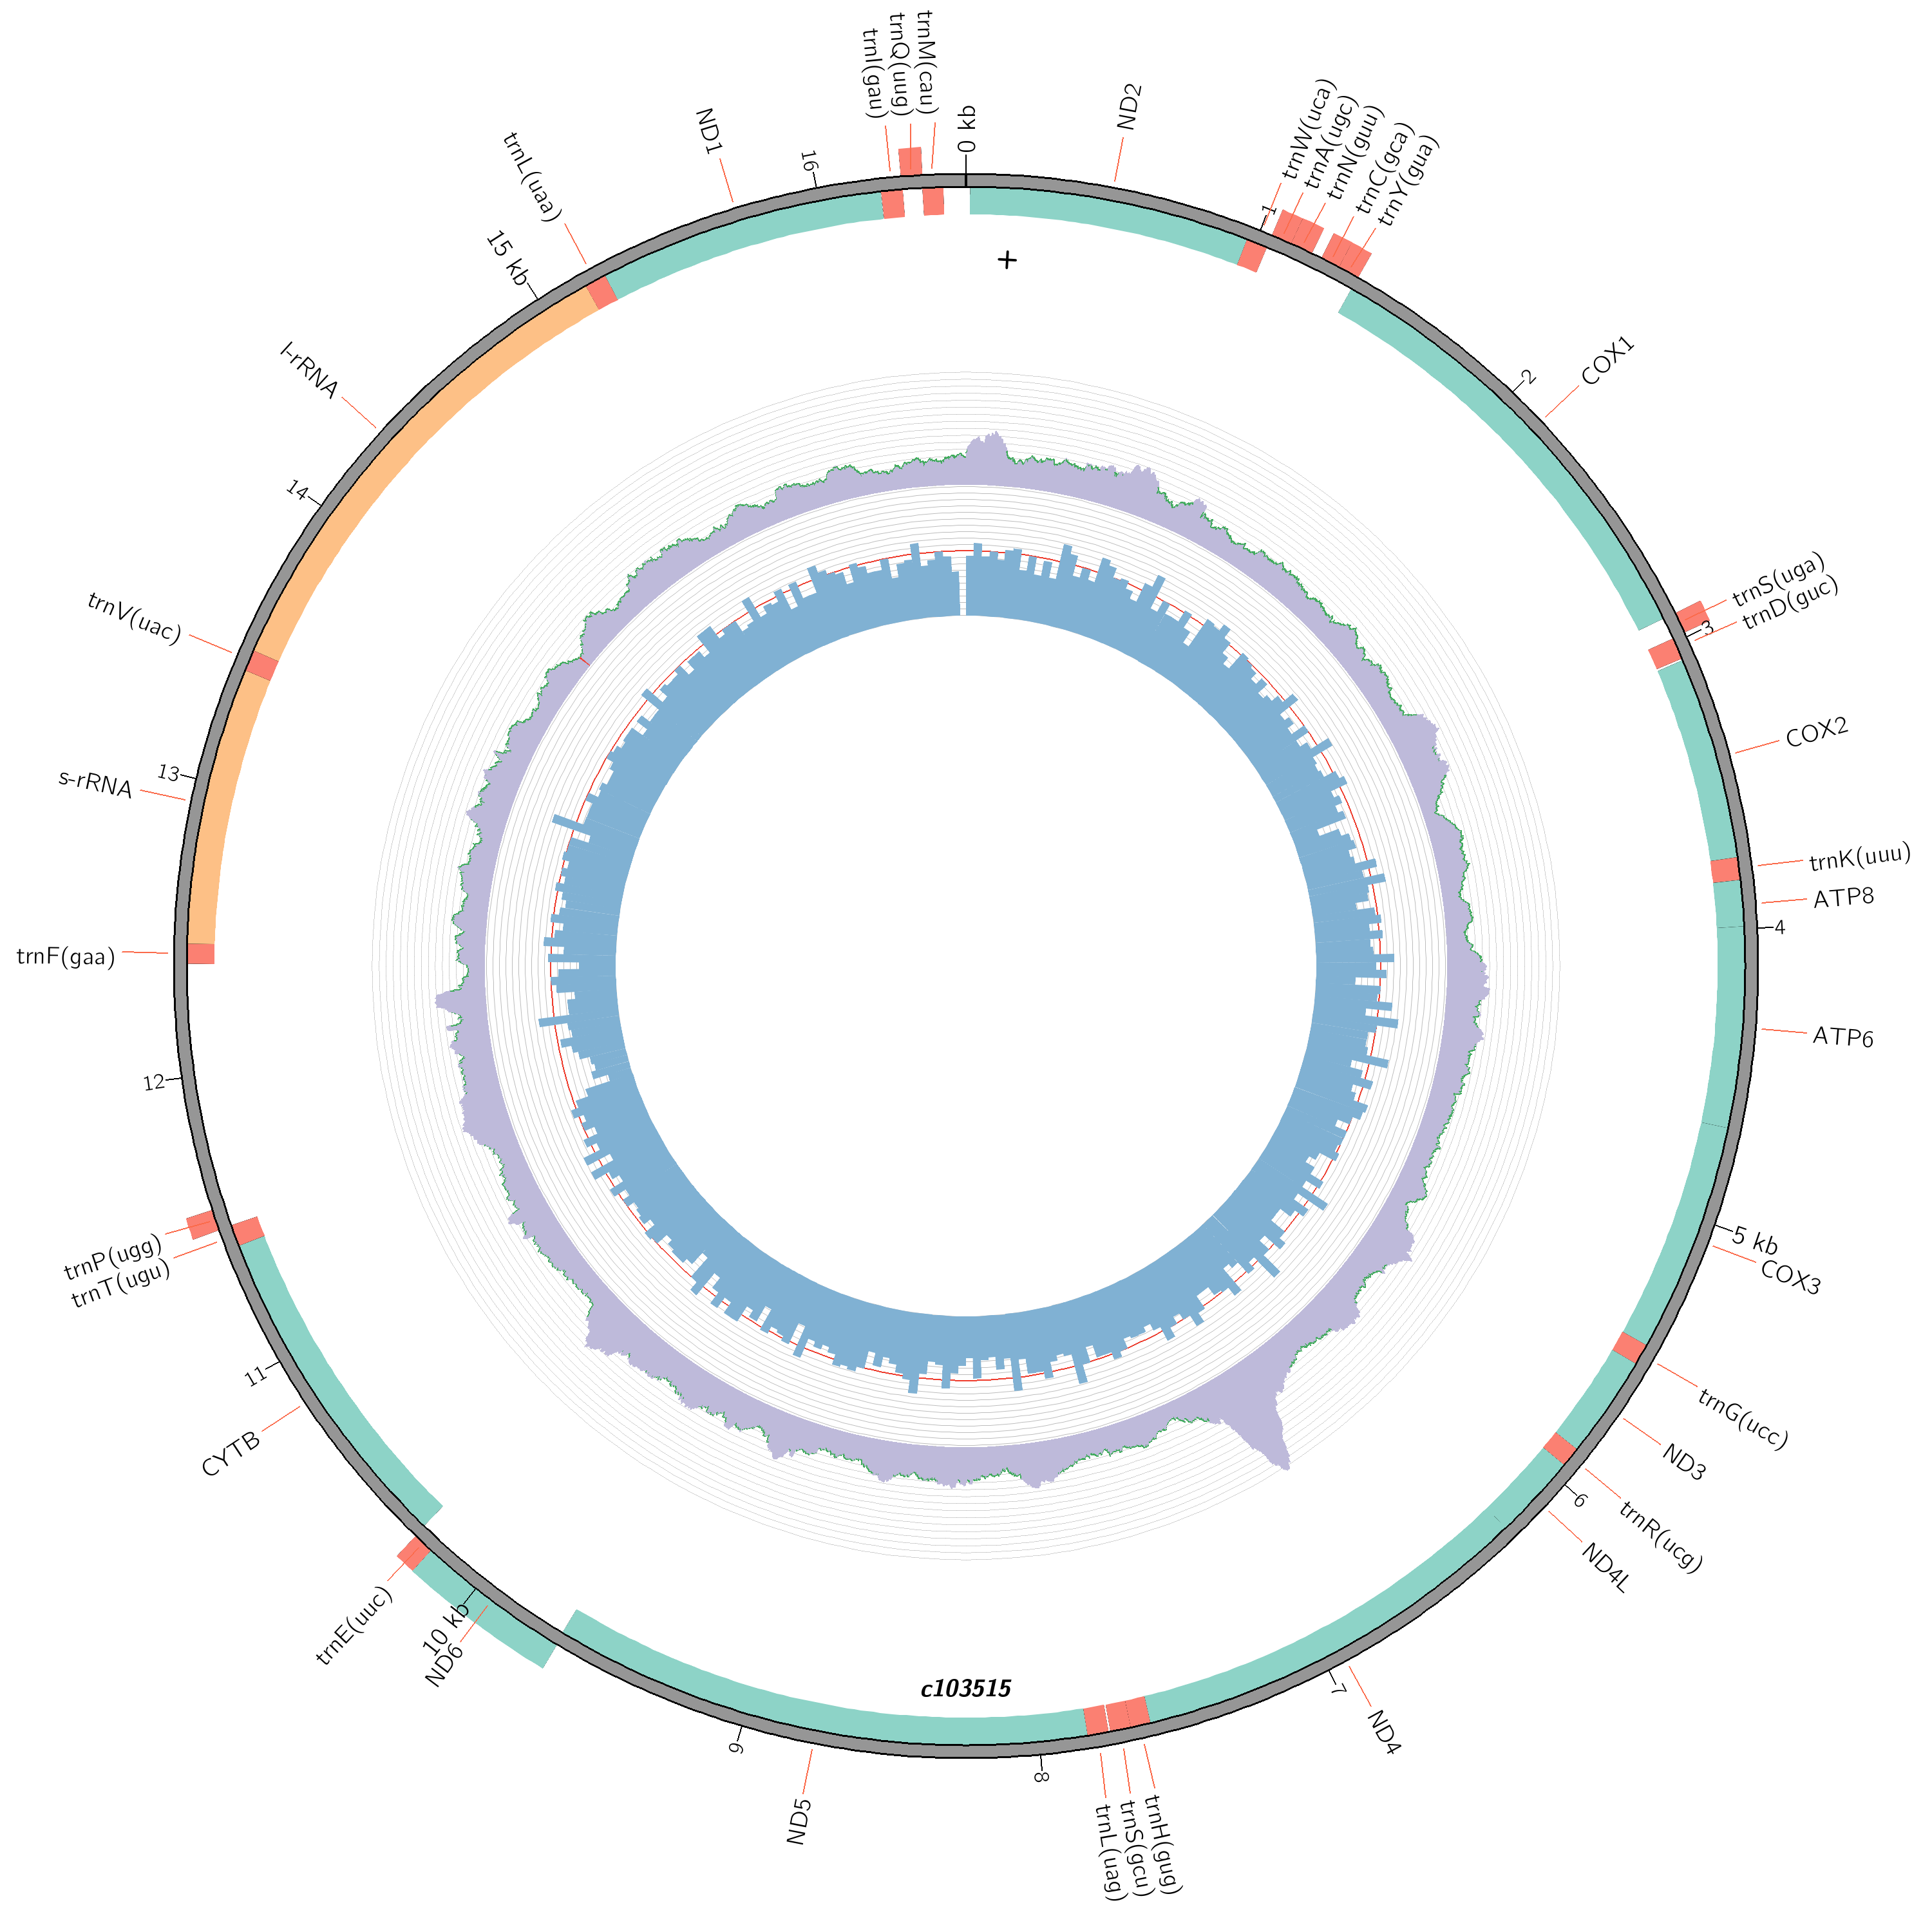 0 kb
ND2
trnW(uca)
1
trnA(ugc)
trnN(guu)
trnC(gca)
trnY(gua)
2
COX1
trnS(uga)
3
trnD(guc)
COX2
trnK(uuu)
ATP8
4
ATP6
5 kb
COX3
trnG(ucc)
ND3
trnR(ucg)
6
ND4L
7
ND4
trnH(gug)
trnS(gcu)
trnL(uag)
8
ND5
9
ND6
10 kb
trnE(uuc)
CYTB
11
trnT(ugu)
trnP(ugg)
12
trnF(gaa)
s-rRNA
13
trnV(uac)
14
l-rRNA
15 kb
trnL(uaa)
ND1
16
trnI(gau)
trnQ(uug)
trnM(cau)
+
c103515